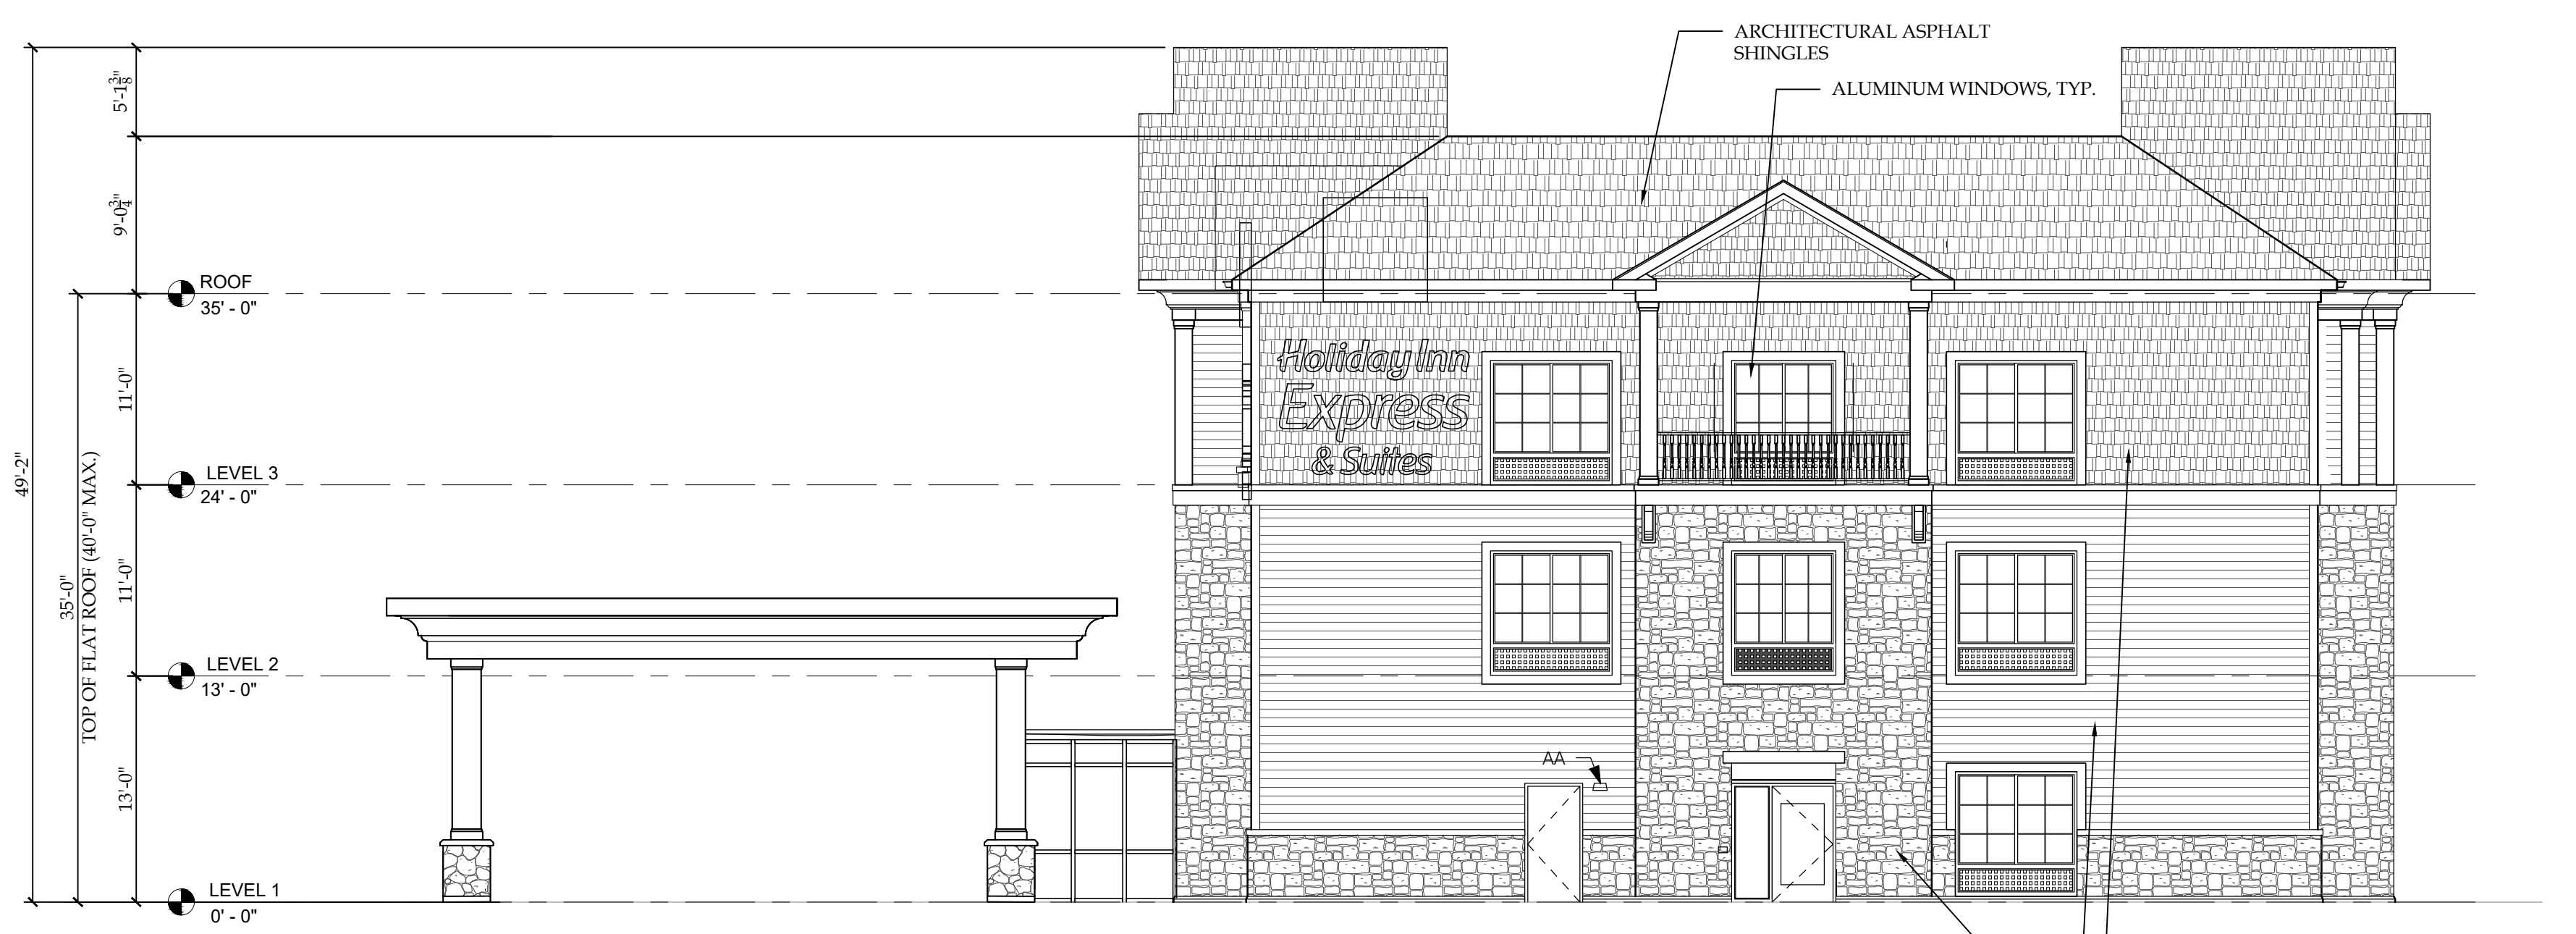 ARCHITECTURAL ASPHALT
SHINGLES
ALUMINUM WINDOWS, TYP.
5'-1 3/8"
9'-0 3/4"
ROOF
35' - 0"
11'-0"
LEVEL 3
24' - 0"
49'-2"
35'-0"
TOP OF FLAT ROOF (40'-0" MAX.)
11'-0"
LEVEL 2
13' - 0"
13'-0"
LEVEL 1
0' - 0"
Holiday Inn
Express
& Suites
AA